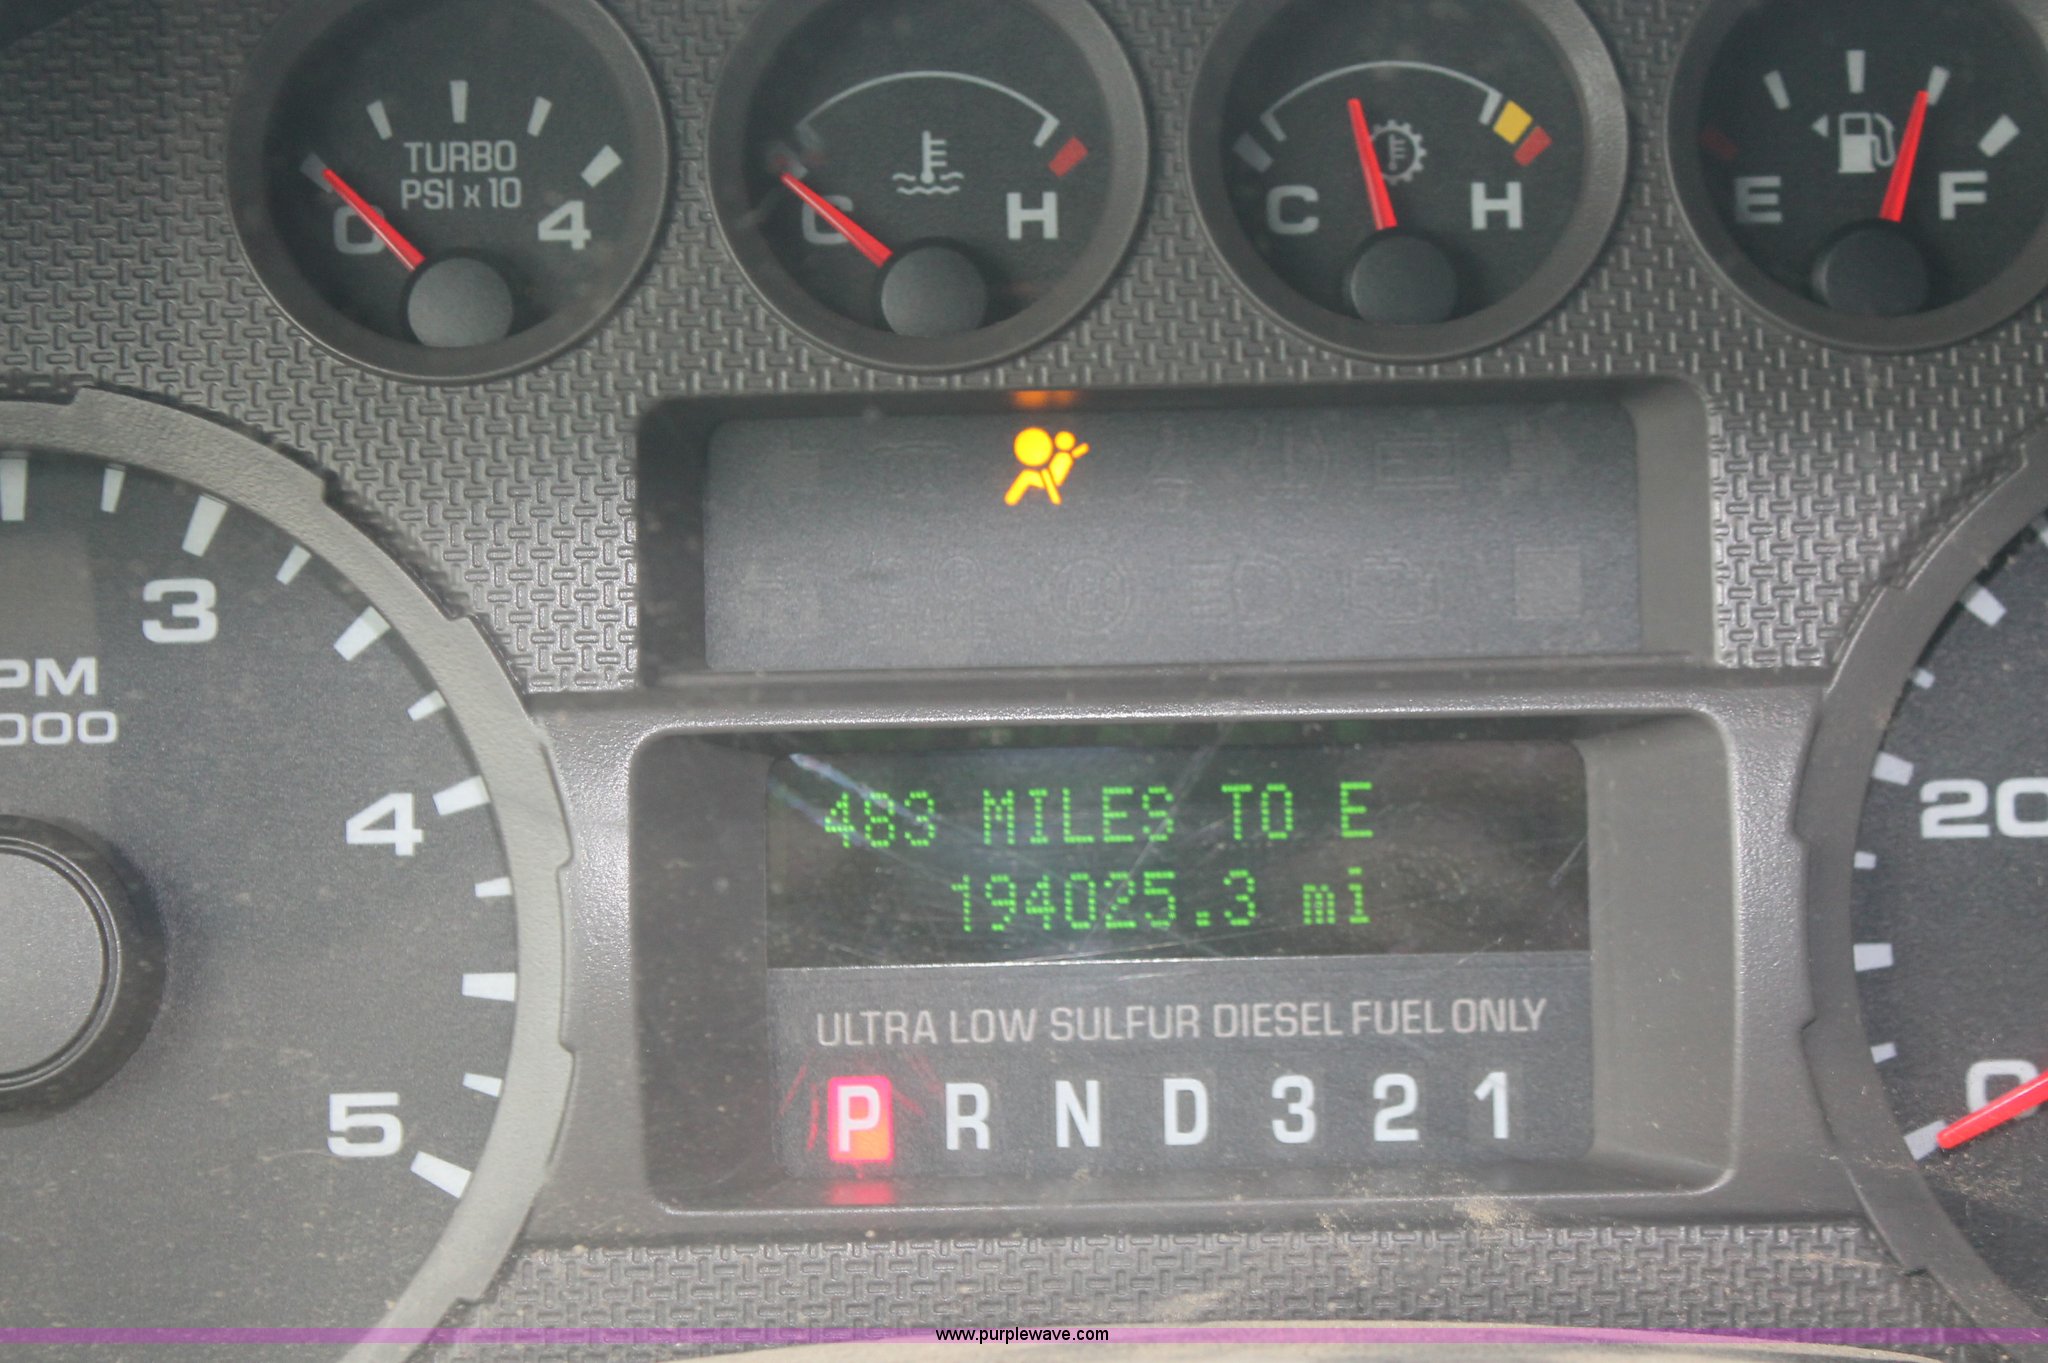 TURBO
PSI x 10
0 4
C H
C H
E F
3
4
5
PM
000
20
0
483 MILES TO E
194025.3 mi
ULTRA LOW SULFUR DIESEL FUEL ONLY
P R N D 3 2 1
www.purplewave.com